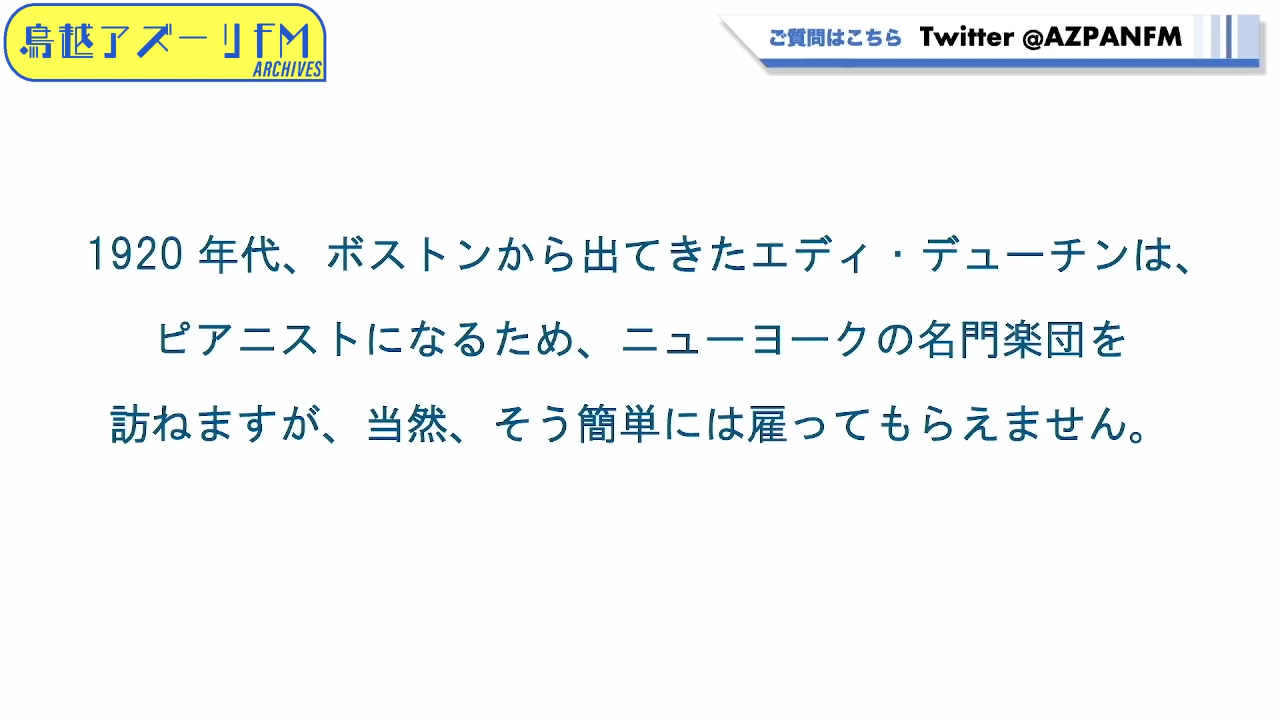 鳥越アズーリFM
ARCHIVES
ご質問はこちら Twitter @AZPANFM
1920年代、ボストンから出てきたエディ・デューチンは、
ピアニストになるため、ニューヨークの名門楽団を
訪ねますが、当然、そう簡単には雇ってもらえません。